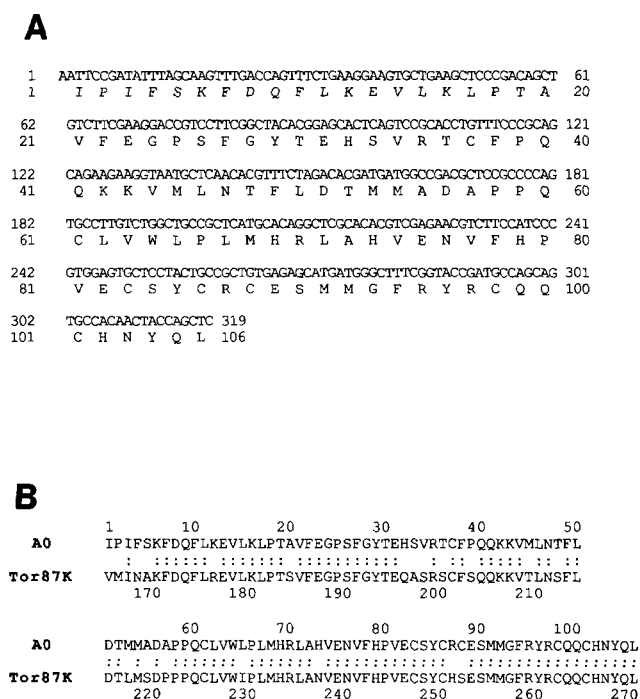 A
1 AATTCCGATATTTAGCAAGTTTGACCAGTTTCTGAAGGAAGTGCTGAAGCTCCCGACAGCT 61
1 I P I F S K F D Q F L K E V L K L P T A 20
62 GTCTTCGAAGGACCGTCCTTCGGCTACACGGAGCACTCAGTCCGCACCTGTTTCCCGCAG 121
21 V F E G P S F G Y T E H S V R T C F P Q 40
122 CAGAAGAAGGTAATGCTCAACACGTTTCTAGACACGATGATGGCCGACGCTCCGCCCCAG 181
41 Q K K V M L N T F L D T M M A D A P P Q 60
182 TGCCTTGTCTGGCTGCCGCTCATGCACAGGCTCGCACACGTCGAGAACGTCTTCCATCCC 241
61 C L V W L P L M H R L A H V E N V F H P 80
242 GTGGAGTGCTCCTACTGCCGCTGTGAGAGCATGATGGGCTTTCGGTACCGATGCCAGCAG 301
81 V E C S Y C R C E S M M G F R Y R C Q Q 100
302 TGCCACAACTACCAGCTC 319
101 C H N Y Q L 106
B
1 10 20 30 40 50
A0 IPIFSKFDQFLKEVLKLPTAVFEGPSFGYTEHSVRTCFPQQKKVMLNTFL
  :  :::::: ::::::: :::::::::::   : :: ::::: :: ::
Tor87K VMINAKFDQFLREVLKLPTSVFEGPSFGYTEQASRSCFSQQKKVTLNSFL
170 180 190 200 210
60 70 80 90 100
A0 DTMMADAPPQCLVWLPLMHRLAHVENVFHPVECSYCRCESMMGFRYRCQQCHNYQL
:: : : ::::::::::::::: :::::::::::::  ::::::::::::::::::
Tor87K DTLMSDPPPQCLVWLPLMHRLANVENVFHPVECSYCHSESMMGFRYRCQQCHNYQL
220 230 240 250 260 270